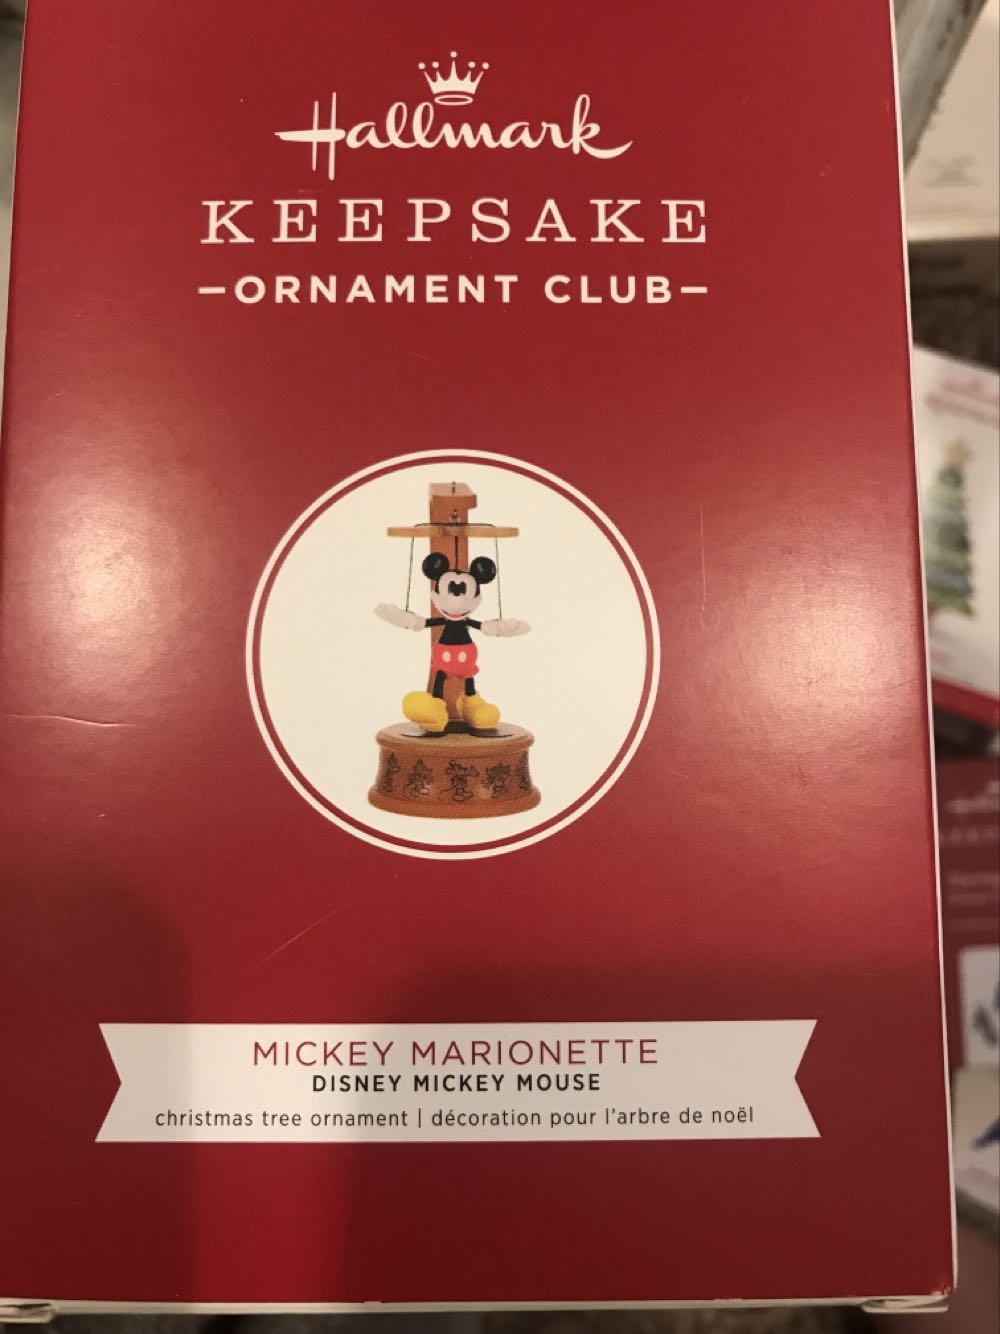 Hallmark
KEEPSAKE
–ORNAMENT CLUB–
MICKEY MARIONETTE
DISNEY MICKEY MOUSE
christmas tree ornament | décoration pour l'arbre de noël